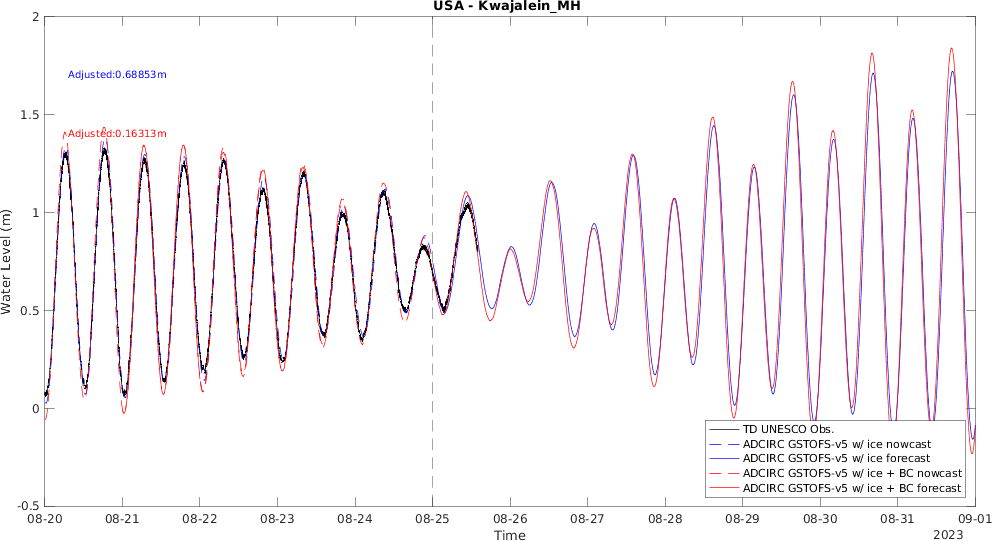 USA - Kwajalein_MH
2
1.5
1
0.5
0
-0.5
Water Level (m)
Adjusted:0.68853m
Adjusted:0.16313m
TD UNESCO Obs.
ADCIRC GSTOFS-v5 w/ ice nowcast
ADCIRC GSTOFS-v5 w/ ice forecast
ADCIRC GSTOFS-v5 w/ ice + BC nowcast
ADCIRC GSTOFS-v5 w/ ice + BC forecast
08-20 08-21 08-22 08-23 08-24 08-25 08-26 08-27 08-28 08-29 08-30 08-31 09-01
Time
2023